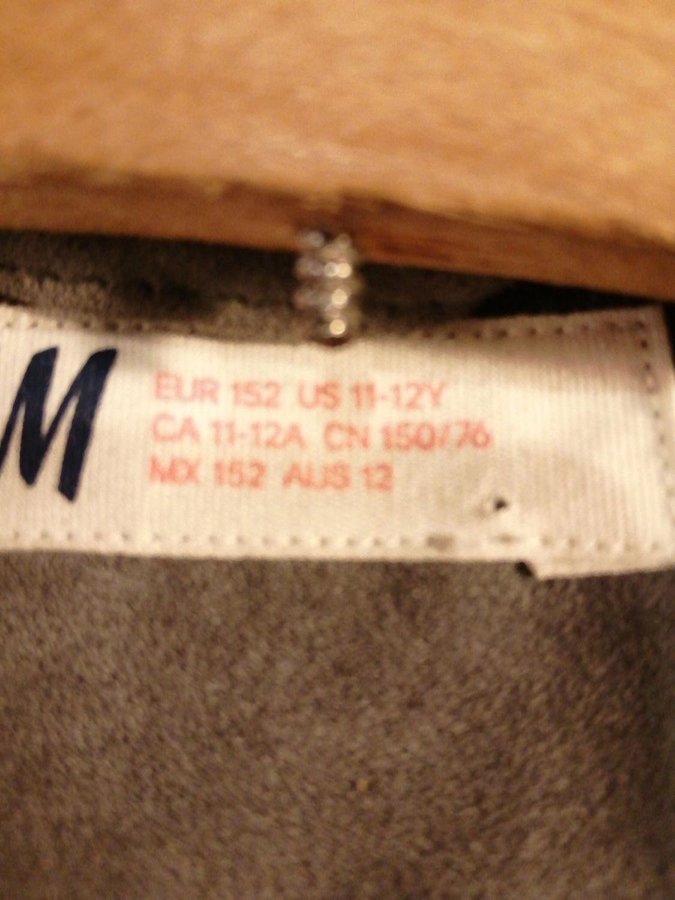 M
EUR 152 US 11-12Y
CA 11-12A CN 150/76
MX 152 AUS 12